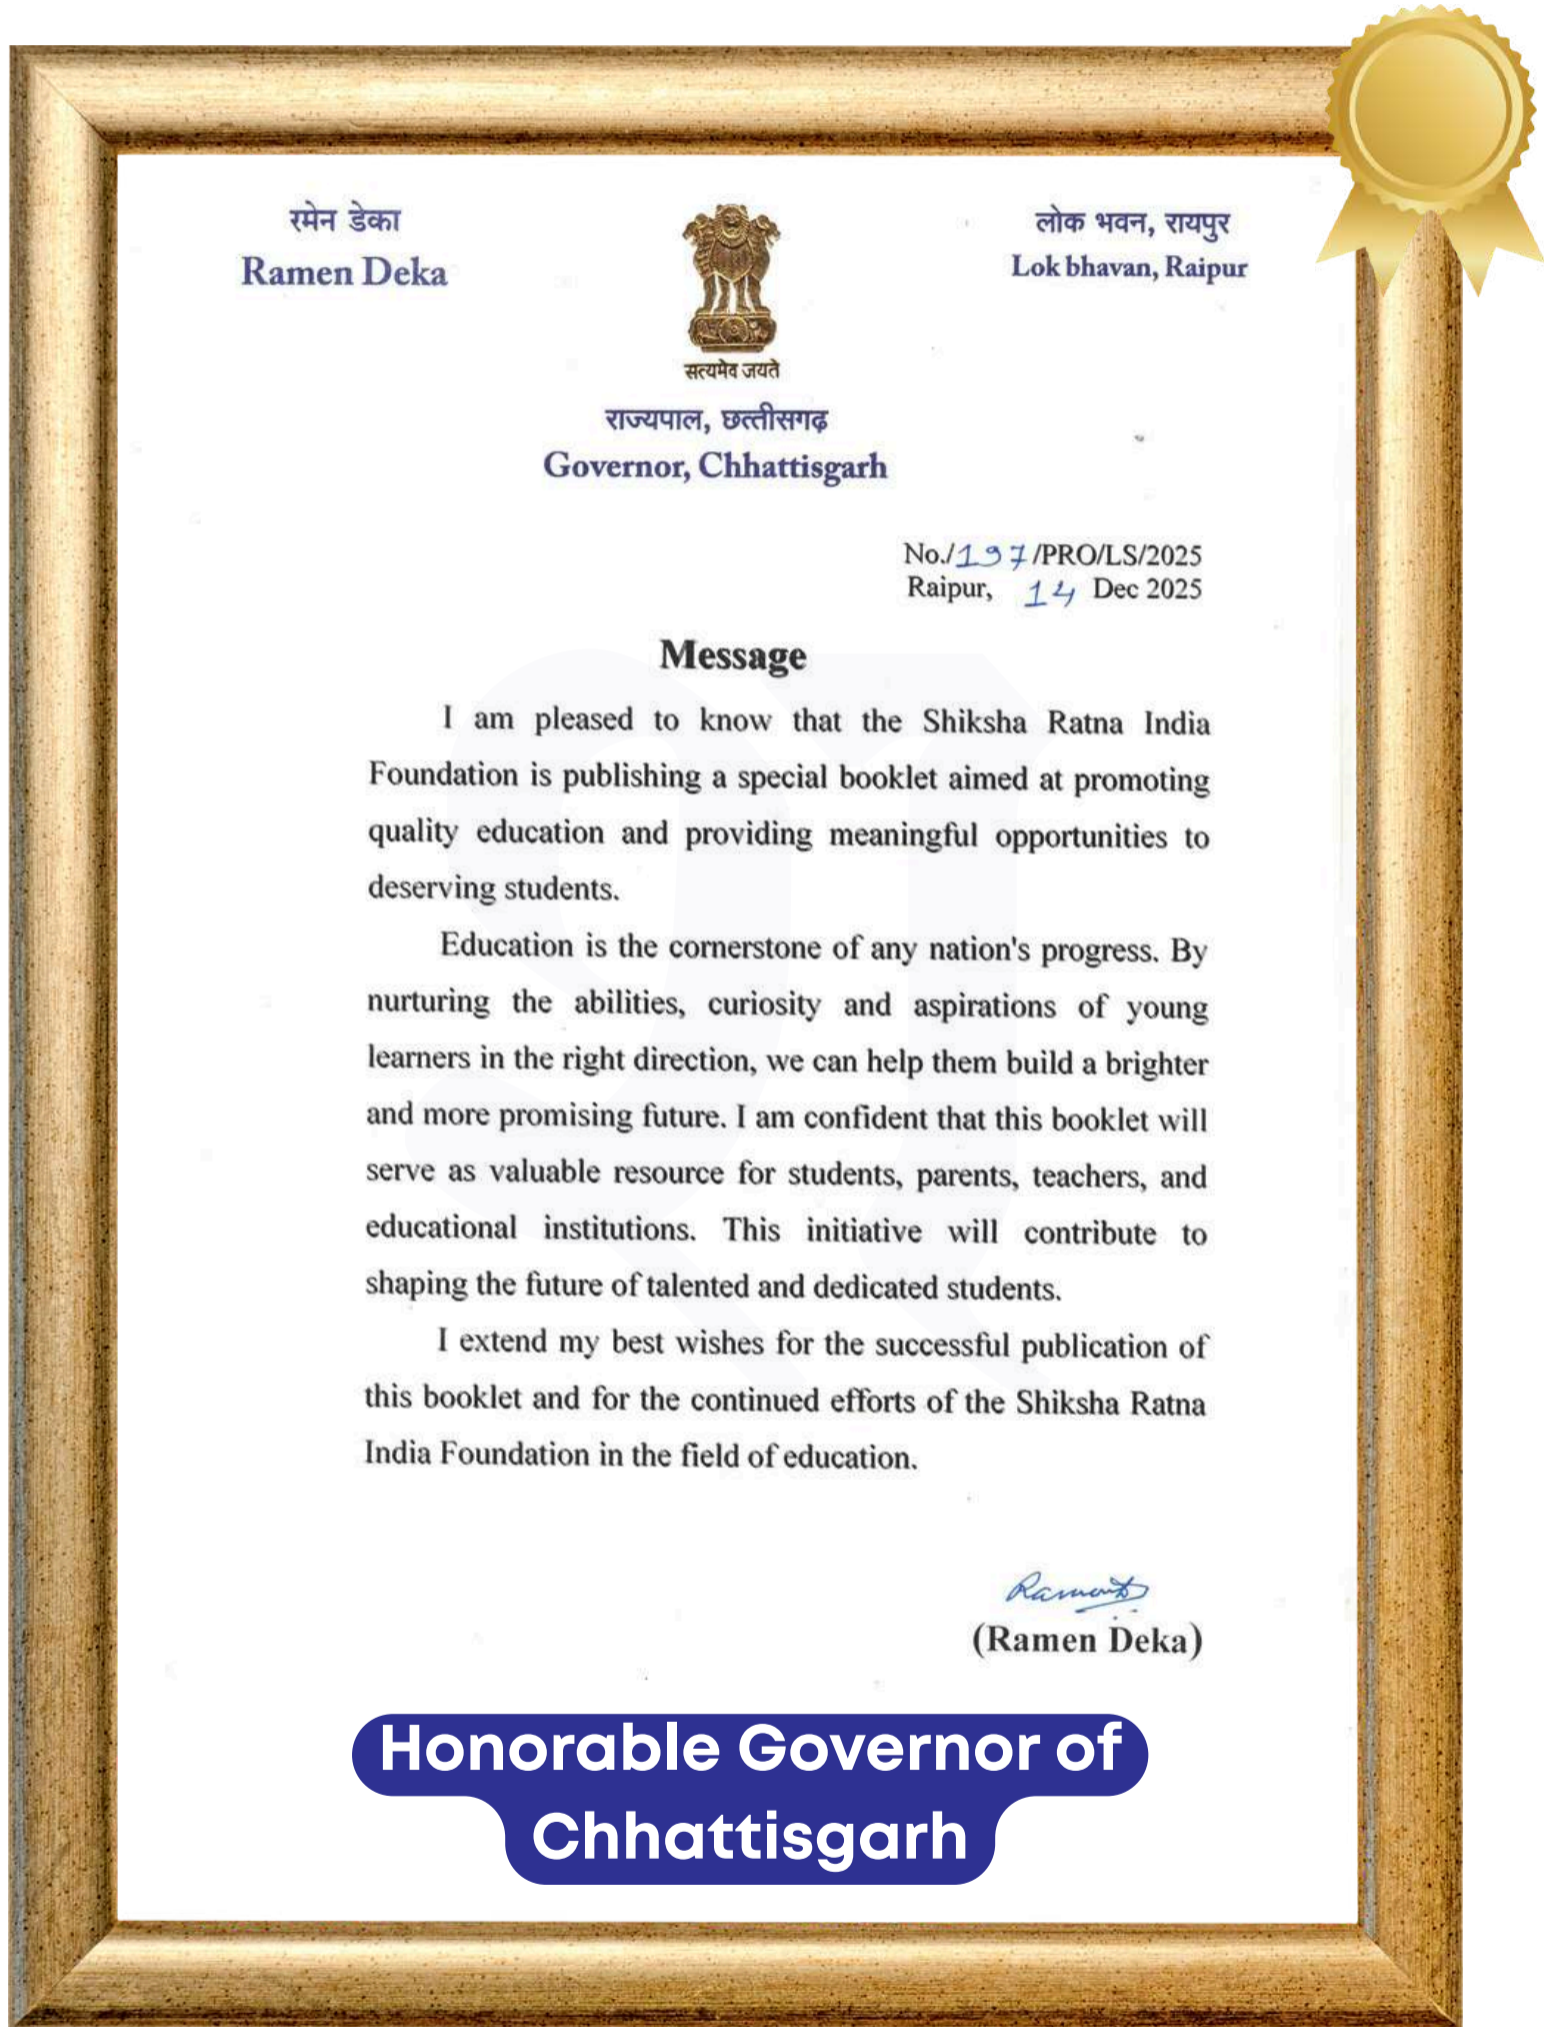 रमेन डेका
Ramen Deka
लोक भवन, रायपुर
Lok bhavan, Raipur
सत्यमेव जयते
राज्यपाल, छत्तीसगढ़
Governor, Chhattisgarh
No./197/PRO/LS/2025
Raipur, 14 Dec 2025
Message
I am pleased to know that the Shiksha Ratna India
Foundation is publishing a special booklet aimed at promoting
quality education and providing meaningful opportunities to
deserving students.
Education is the cornerstone of any nation's progress. By
nurturing the abilities, curiosity and aspirations of young
learners in the right direction, we can help them build a brighter
and more promising future. I am confident that this booklet will
serve as valuable resource for students, parents, teachers, and
educational institutions. This initiative will contribute to
shaping the future of talented and dedicated students.
I extend my best wishes for the successful publication of
this booklet and for the continued efforts of the Shiksha Ratna
India Foundation in the field of education.
(Ramen Deka)
Honorable Governor of
Chhattisgarh